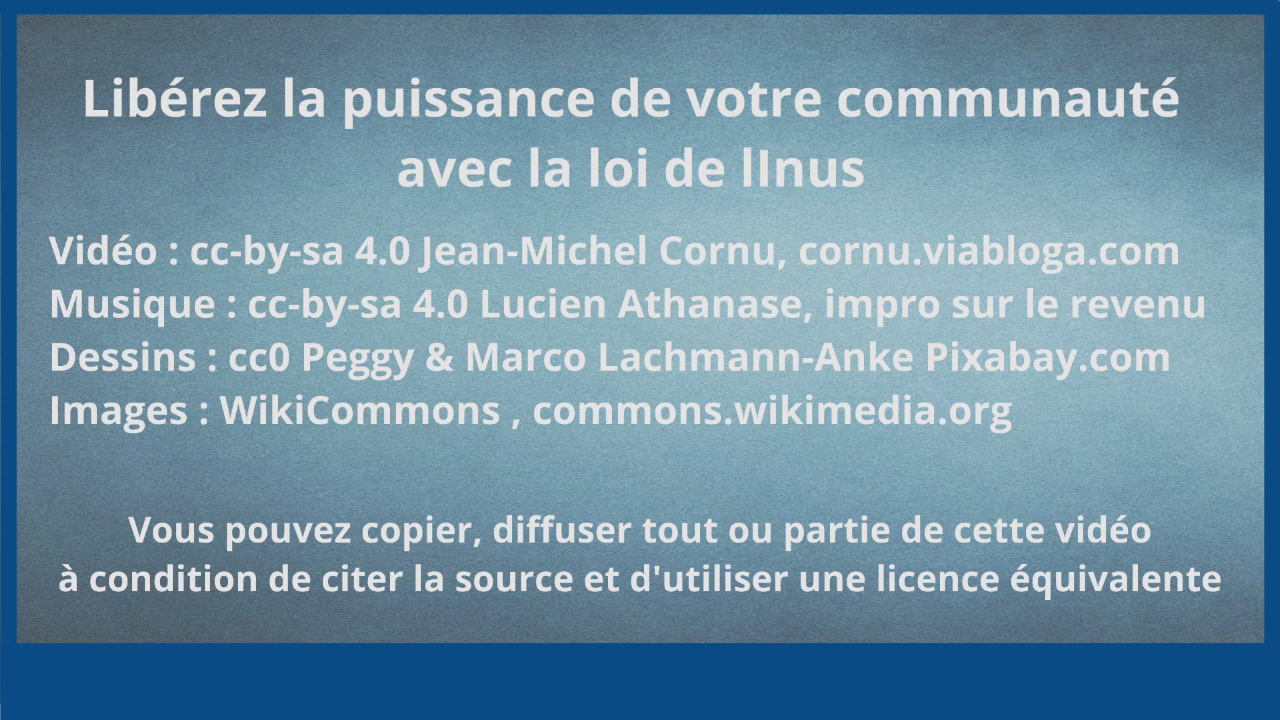 Libérez la puissance de votre communauté
avec la loi de lInus
Vidéo : cc-by-sa 4.0 Jean-Michel Cornu, cornu.viabloga.com
Musique : cc-by-sa 4.0 Lucien Athanase, impro sur le revenu
Dessins : cc0 Peggy & Marco Lachmann-Anke Pixabay.com
Images : WikiCommons , commons.wikimedia.org
Vous pouvez copier, diffuser tout ou partie de cette vidéo
à condition de citer la source et d'utiliser une licence équivalente